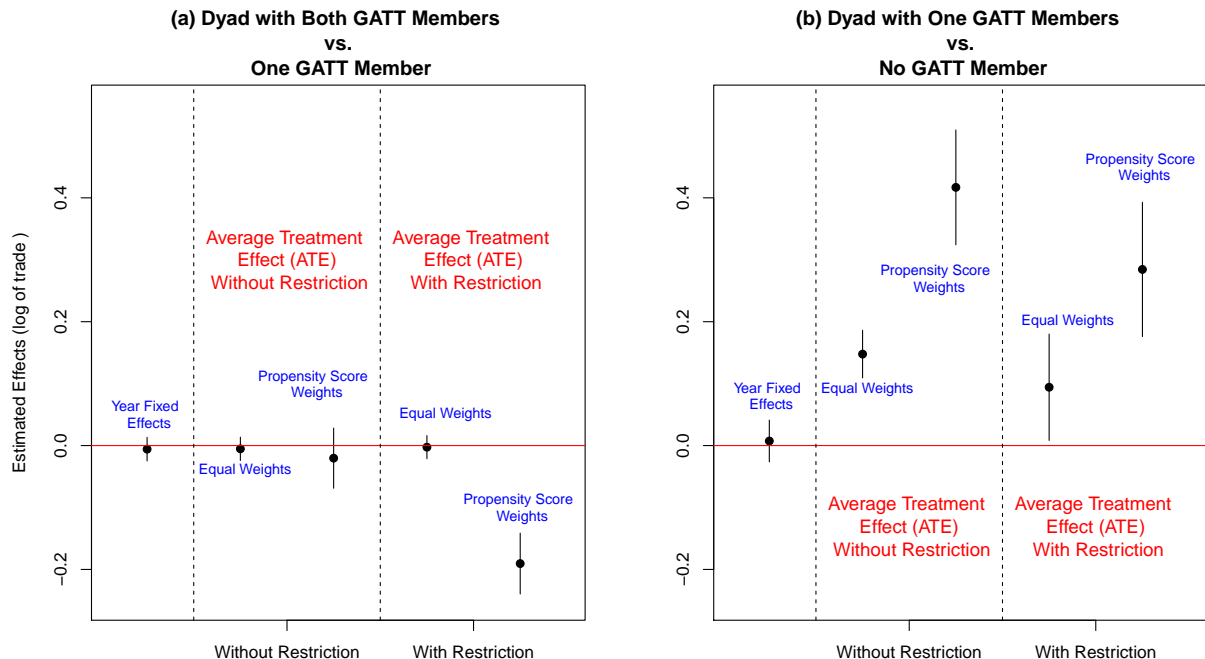 (a) Dyad with Both GATT Members
vs.
One GATT Member
Estimated Effects (log of trade )
0.4
0.2
0.0
−0.2
Average Treatment
Effect (ATE)
Without Restriction
Average Treatment
Effect (ATE)
With Restriction
Year Fixed
Effects
Equal Weights
Propensity Score
Weights
Equal Weights
Propensity Score
Weights
Without Restriction
With Restriction
(b) Dyad with One GATT Members
vs.
No GATT Member
0.4
0.2
0.0
−0.2
Year Fixed
Effects
Equal Weights
Propensity Score
Weights
Equal Weights
Propensity Score
Weights
Average Treatment
Effect (ATE)
Without Restriction
Average Treatment
Effect (ATE)
With Restriction
Without Restriction
With Restriction